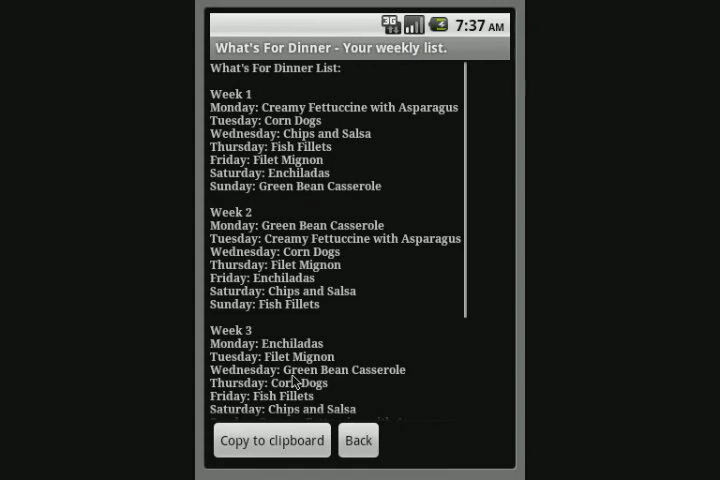 3G 7:37 AM
What's For Dinner - Your weekly list.
What's For Dinner List:
Week 1
Monday: Creamy Fettuccine with Asparagus
Tuesday: Corn Dogs
Wednesday: Chips and Salsa
Thursday: Fish Fillets
Friday: Filet Mignon
Saturday: Enchiladas
Sunday: Green Bean Casserole
Week 2
Monday: Green Bean Casserole
Tuesday: Creamy Fettuccine with Asparagus
Wednesday: Corn Dogs
Thursday: Filet Mignon
Friday: Enchiladas
Saturday: Chips and Salsa
Sunday: Fish Fillets
Week 3
Monday: Enchiladas
Tuesday: Filet Mignon
Wednesday: Green Bean Casserole
Thursday: Corn Dogs
Friday: Fish Fillets
Saturday: Chips and Salsa
Copy to clipboard Back